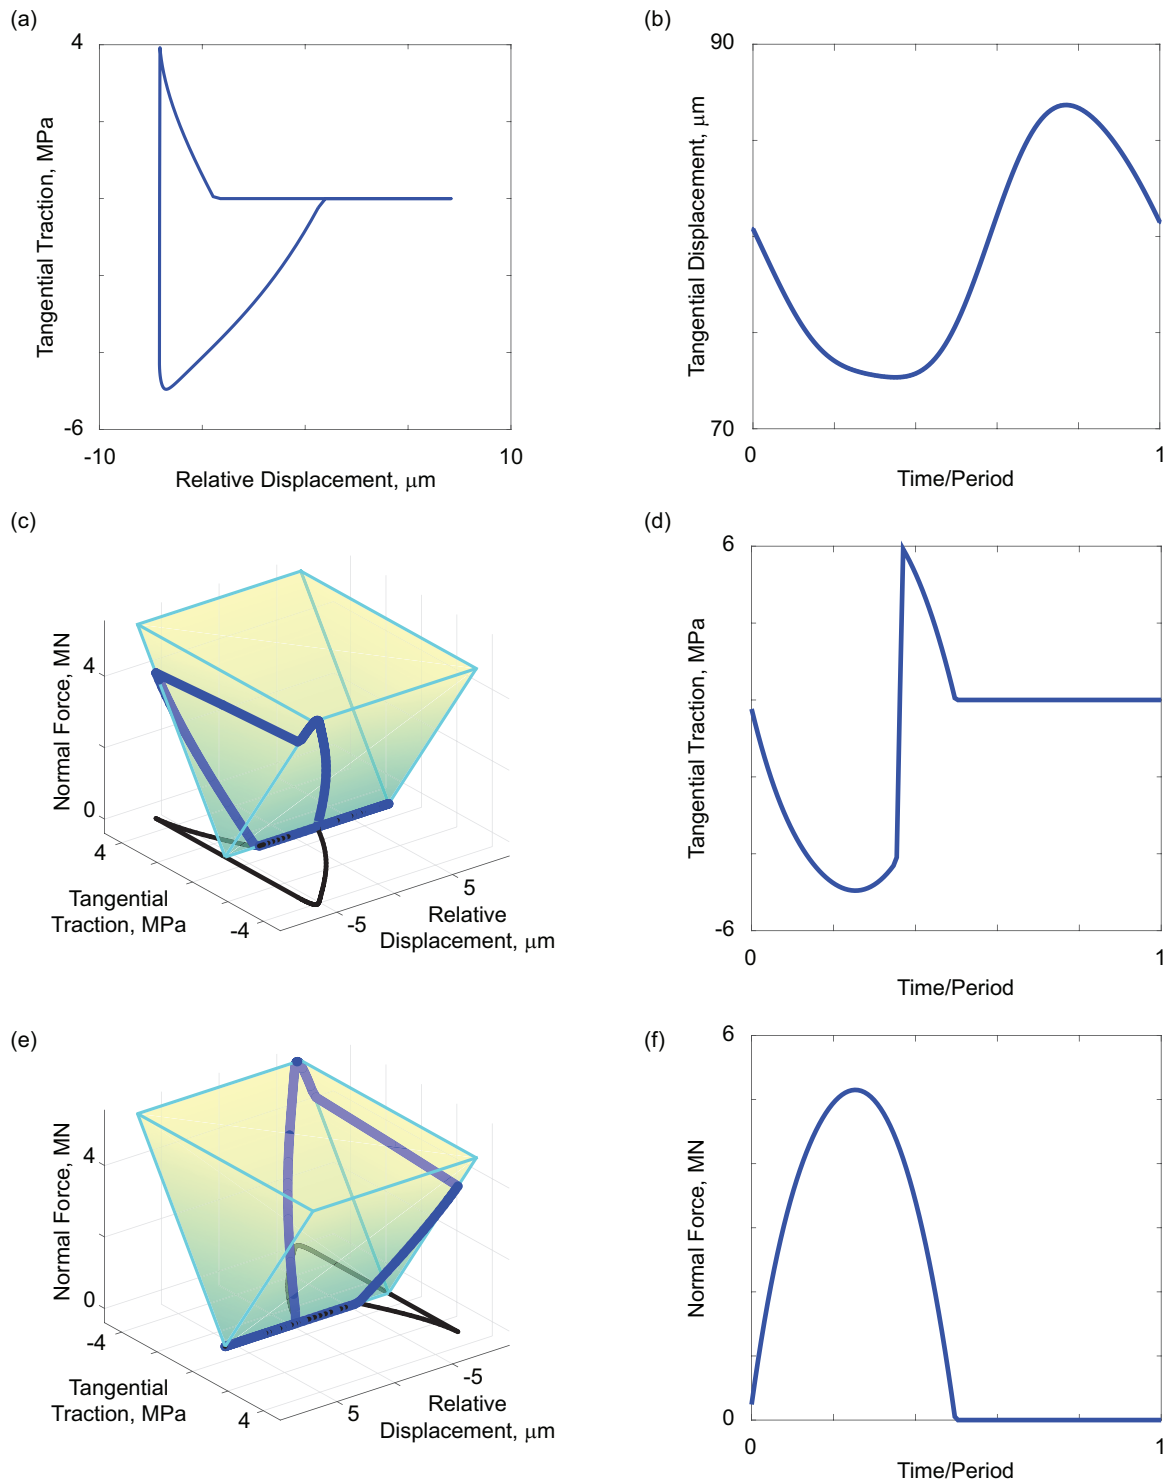 (a)
4
Tangential Traction, MPa
-6
-10
10
Relative Displacement, μm
(b)
90
Tangential Displacement, μm
70
0
1
Time/Period
(c)
Normal Force, MN
4
0
4
Tangential
Traction, MPa
-4
-5
5
Relative
Displacement, μm
(d)
6
Tangential Traction, MPa
-6
0
1
Time/Period
(e)
Normal Force, MN
4
0
-4
Tangential
Traction, MPa
4
5
-5
Relative
Displacement, μm
(f)
6
Normal Force, MN
0
0
1
Time/Period